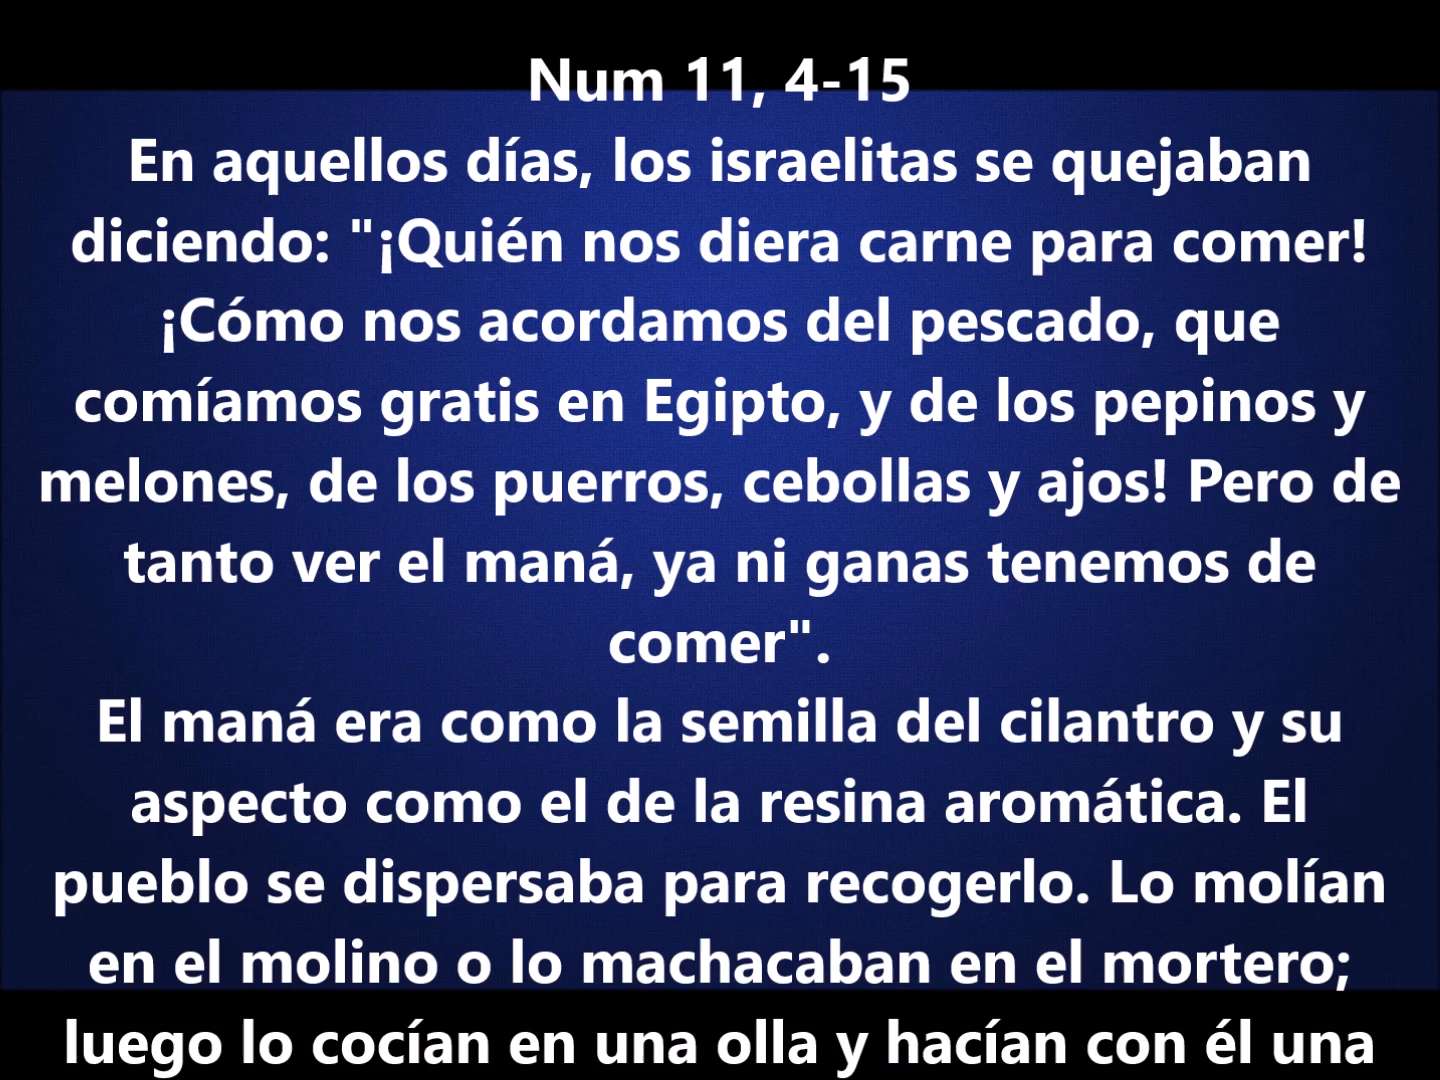 Num 11, 4-15
En aquellos días, los israelitas se quejaban
diciendo: "¡Quién nos diera carne para comer!
¡Cómo nos acordamos del pescado, que
comíamos gratis en Egipto, y de los pepinos y
melones, de los puerros, cebollas y ajos! Pero de
tanto ver el maná, ya ni ganas tenemos de
comer".
El maná era como la semilla del cilantro y su
aspecto como el de la resina aromática. El
pueblo se dispersaba para recogerlo. Lo molían
en el molino o lo machacaban en el mortero;
luego lo cocían en una olla y hacían con él una